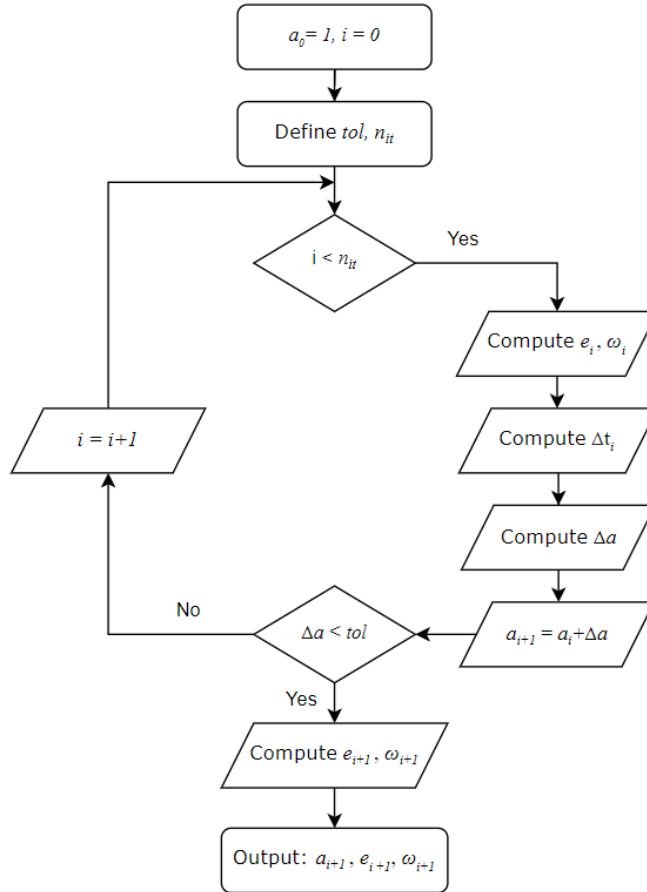 a₀= 1, i = 0
Define tol, nᵢₜ
i < nᵢₜ
Yes
Compute eᵢ, ωᵢ
Compute Δtᵢ
Compute Δa
aᵢ₊₁ = aᵢ+Δa
Δa < tol
No
i = i+1
Yes
Compute eᵢ₊₁, ωᵢ₊₁
Output: aᵢ₊₁, eᵢ₊₁, ωᵢ₊₁